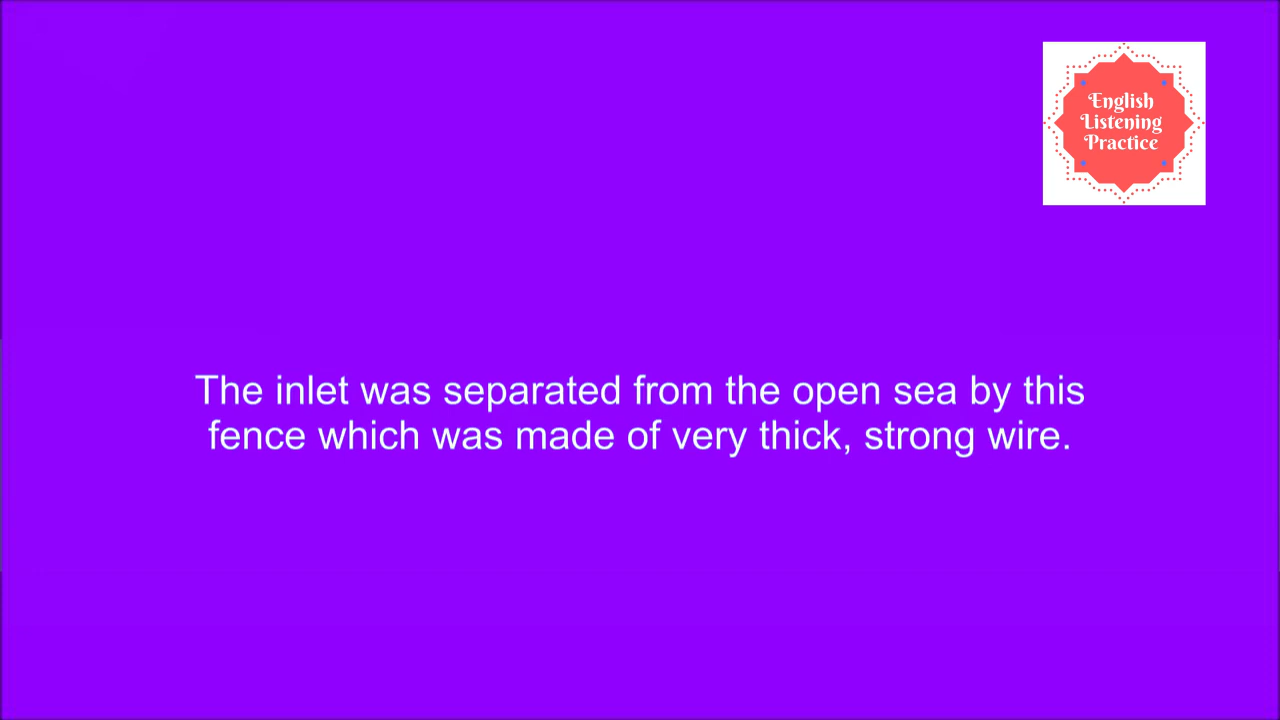 English
Listening
Practice
The inlet was separated from the open sea by this
fence which was made of very thick, strong wire.